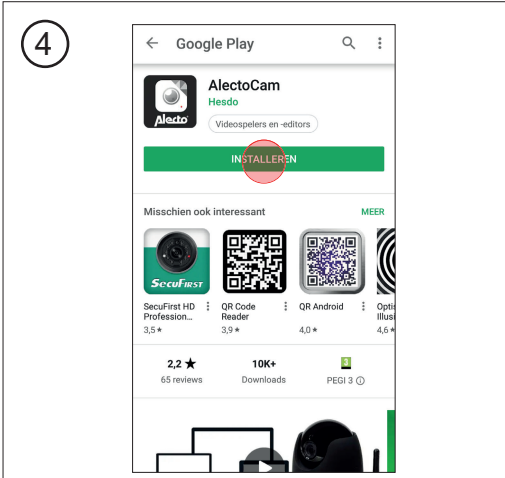 4
Google Play
AlectoCam
Hesdo
Alecto
Videospelers en -editors
INSTALLEREN
Misschien ook interessant
MEER
SECUFIRST
SecuFirst HD
Profession...
3,5 ★
QR Code
Reader
3,9 ★
QR Android
4,0 ★
Optis
Illusi
4,6 ★
2,2 ★
65 reviews
10K+
Downloads
3
PEGI 3